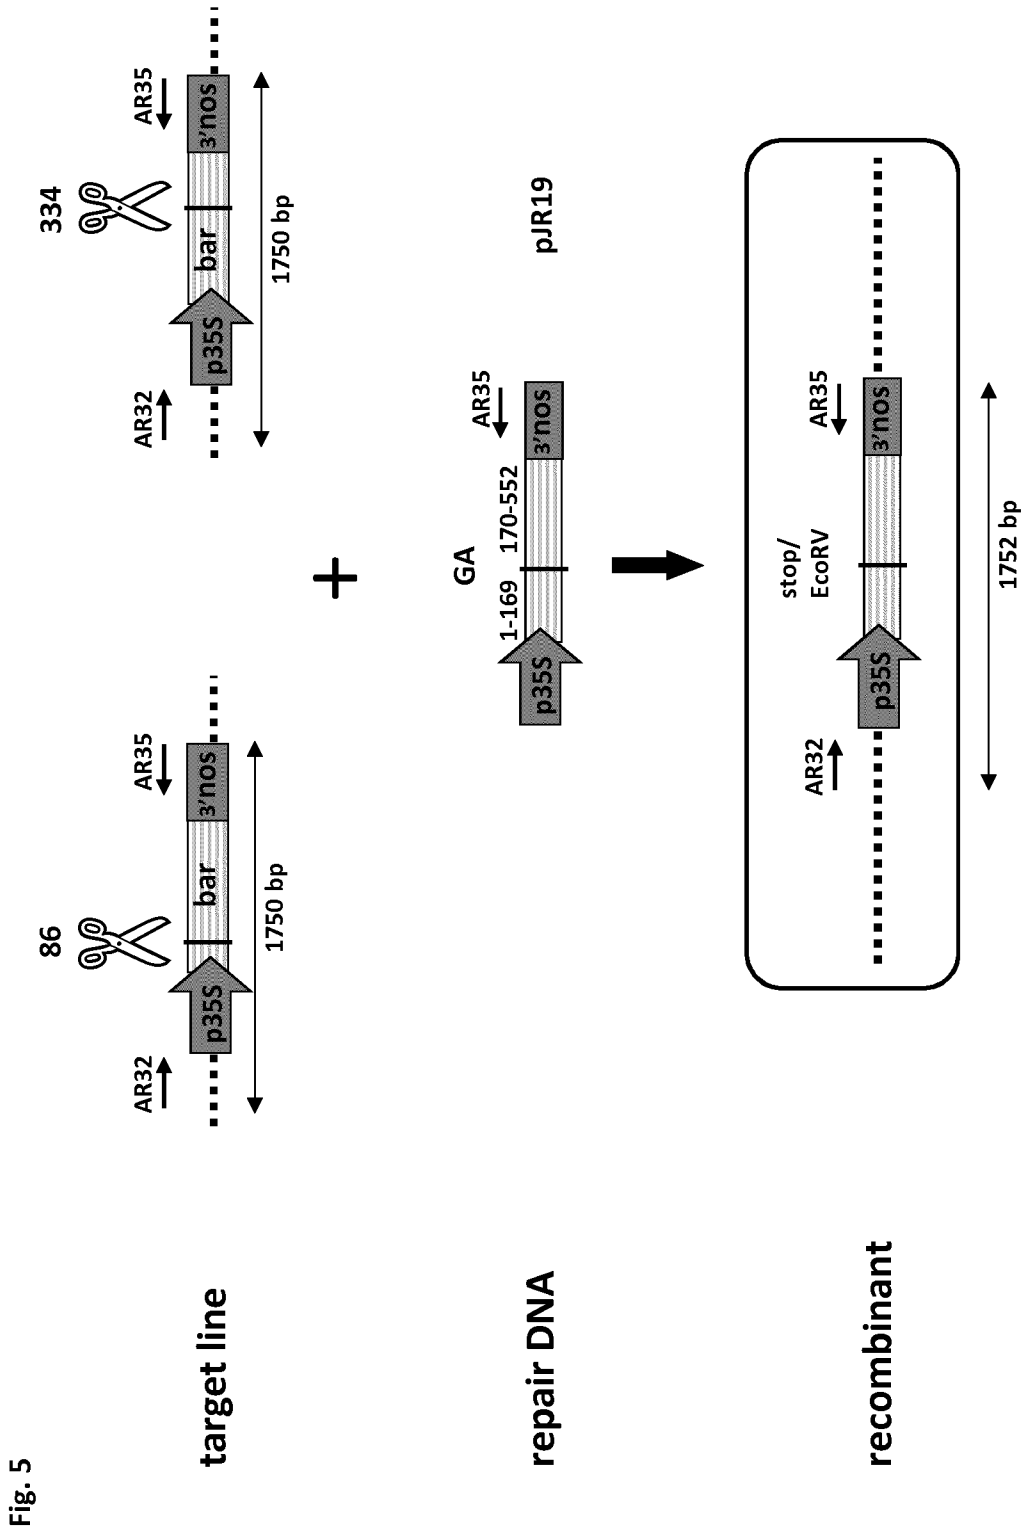 Fig. 5
target line
86
334
AR32
AR35
AR32
AR35
p35S
bar
3'nos
p35S
bar
3'nos
1750 bp
1750 bp
+
repair DNA
GA
1-169
170-552
AR35
pJR19
p35S
3'nos
recombinant
stop/
EcoRV
AR32
AR35
p35S
3'nos
1752 bp